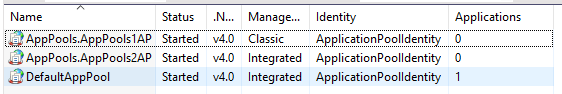 Name Status .N... Manage... Identity Applications
AppPools.AppPools1AP Started v4.0 Classic ApplicationPoolIdentity 0
AppPools.AppPools2AP Started v4.0 Integrated ApplicationPoolIdentity 0
DefaultAppPool Started v4.0 Integrated ApplicationPoolIdentity 1